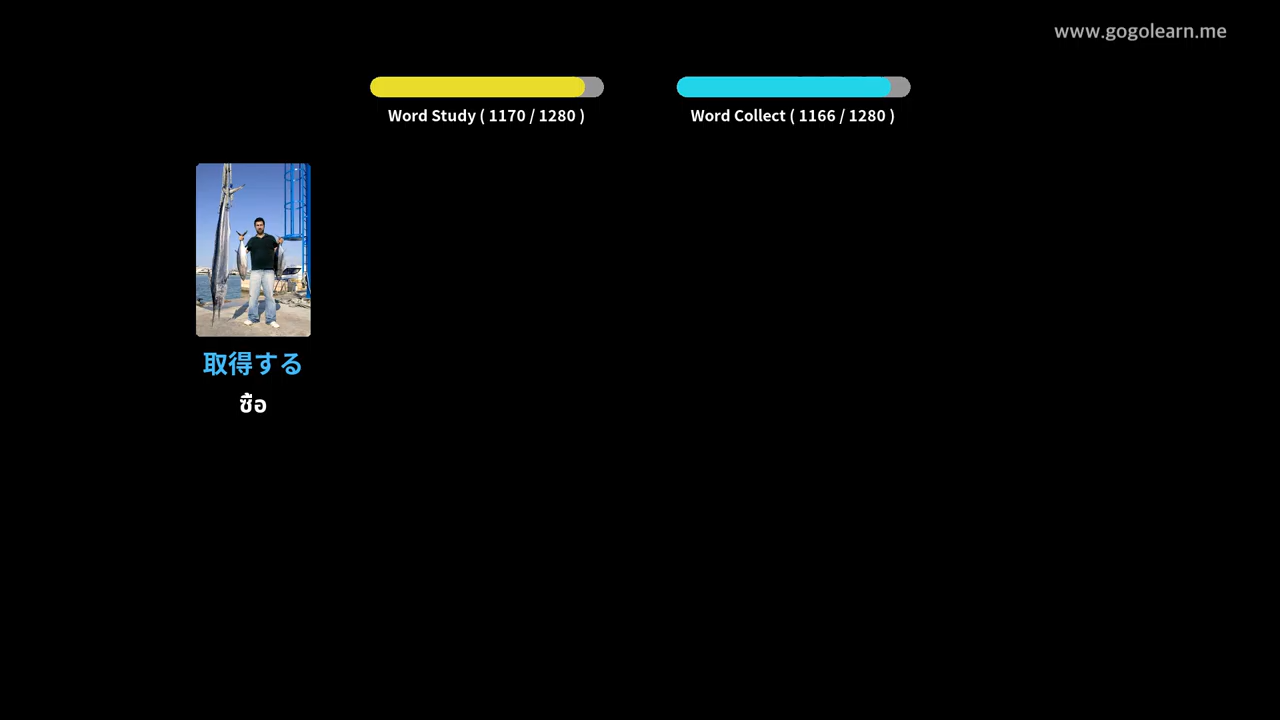 www.gogolearn.me
Word Study ( 1170 / 1280 )
Word Collect ( 1166 / 1280 )
取得する
ซื้อ